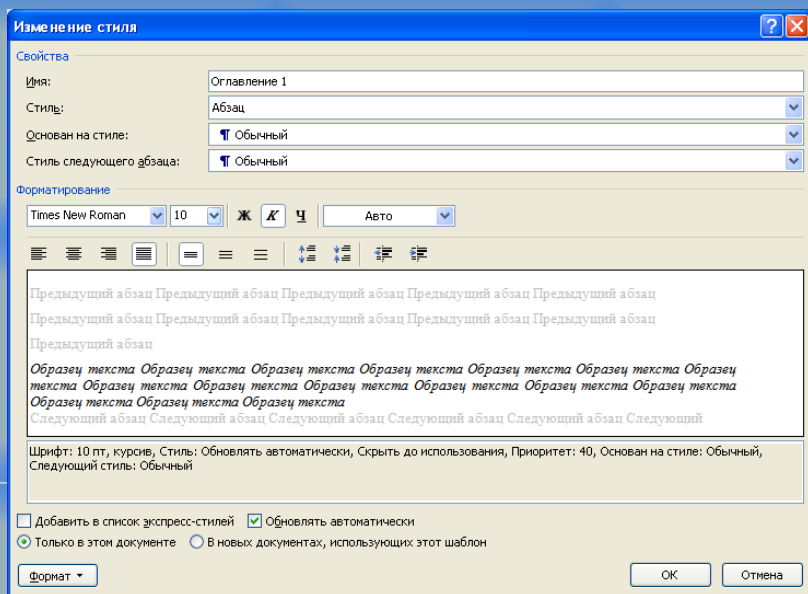 Изменение стиля
Свойства
Имя: Оглавление 1
Стиль: Абзац
Основан на стиле: ¶ Обычный
Стиль следующего абзаца: ¶ Обычный
Форматирование
Times New Roman 10 Ж К Ч Авто
Предыдущий абзац Предыдущий абзац Предыдущий абзац Предыдущий абзац Предыдущий абзац
Предыдущий абзац Предыдущий абзац Предыдущий абзац Предыдущий абзац Предыдущий абзац
Предыдущий абзац
Образец текста Образец текста Образец текста Образец текста Образец текста Образец текста Образец
текста Образец текста Образец текста Образец текста Образец текста Образец текста Образец текста
Образец текста Образец текста Образец текста
Следующий абзац Следующий абзац Следующий абзац Следующий абзац Следующий абзац Следующий
Шрифт: 10 пт, курсив, Стиль: Обновлять автоматически, Скрыть до использования, Приоритет: 40, Основан на стиле: Обычный,
Следующий стиль: Обычный
Добавить в список экспресс-стилей Обновлять автоматически
Только в этом документе В новых документах, использующих этот шаблон
Формат ОК Отмена